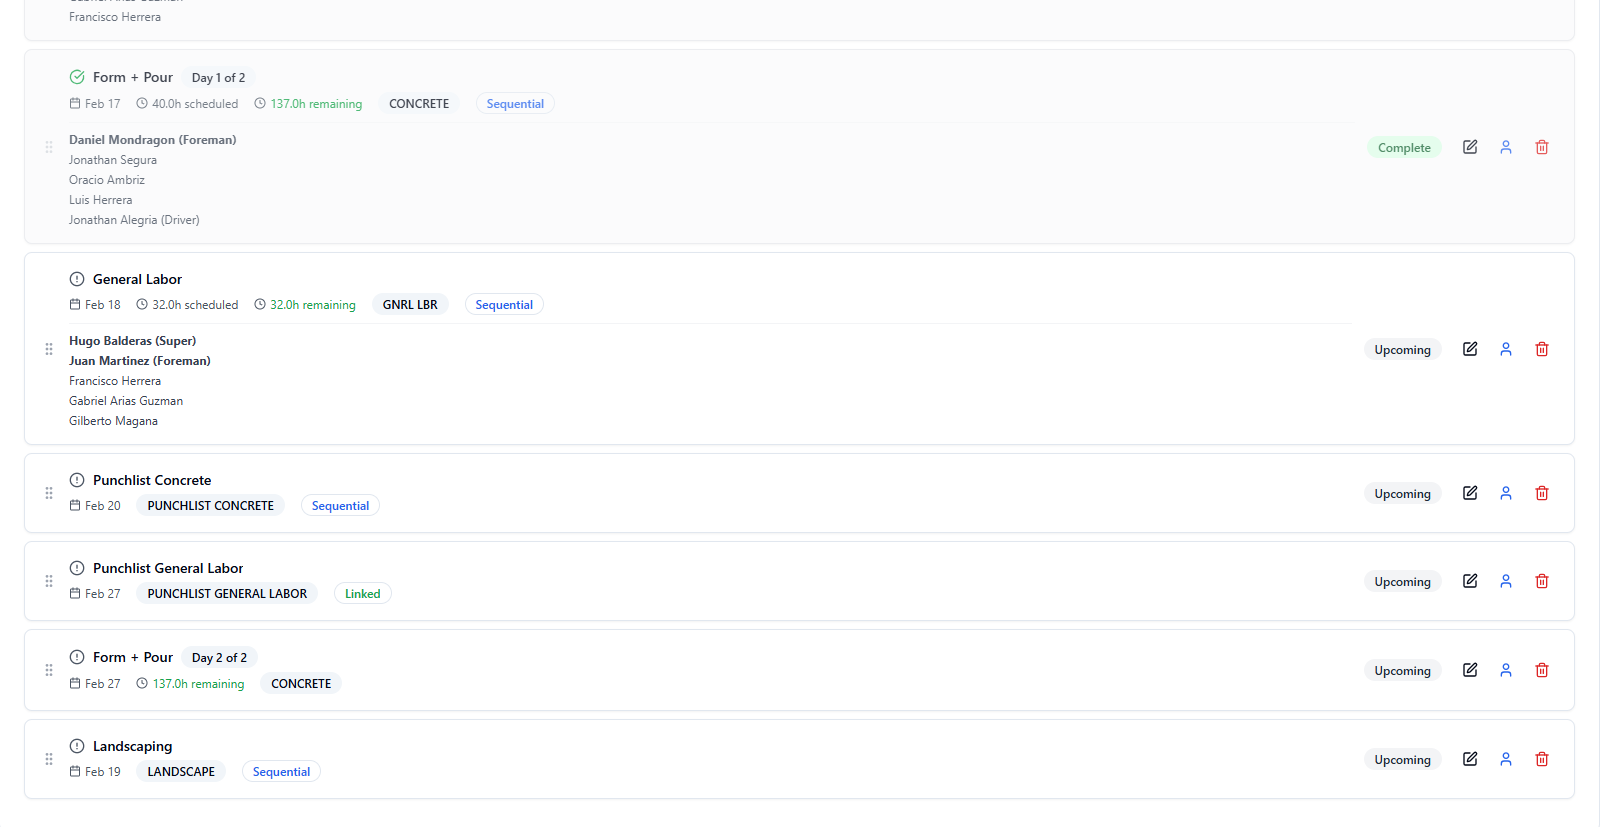 Francisco Herrera
Form + Pour Day 1 of 2
Feb 17 40.0h scheduled 137.0h remaining CONCRETE Sequential
Daniel Mondragon (Foreman)
Jonathan Segura
Oracio Ambriz
Luis Herrera
Jonathan Alegria (Driver)
Complete
General Labor
Feb 18 32.0h scheduled 32.0h remaining GNRL LBR Sequential
Hugo Balderas (Super)
Juan Martinez (Foreman)
Francisco Herrera
Gabriel Arias Guzman
Gilberto Magana
Upcoming
Punchlist Concrete
Feb 20 PUNCHLIST CONCRETE Sequential
Upcoming
Punchlist General Labor
Feb 27 PUNCHLIST GENERAL LABOR Linked
Upcoming
Form + Pour Day 2 of 2
Feb 27 137.0h remaining CONCRETE
Upcoming
Landscaping
Feb 19 LANDSCAPE Sequential
Upcoming